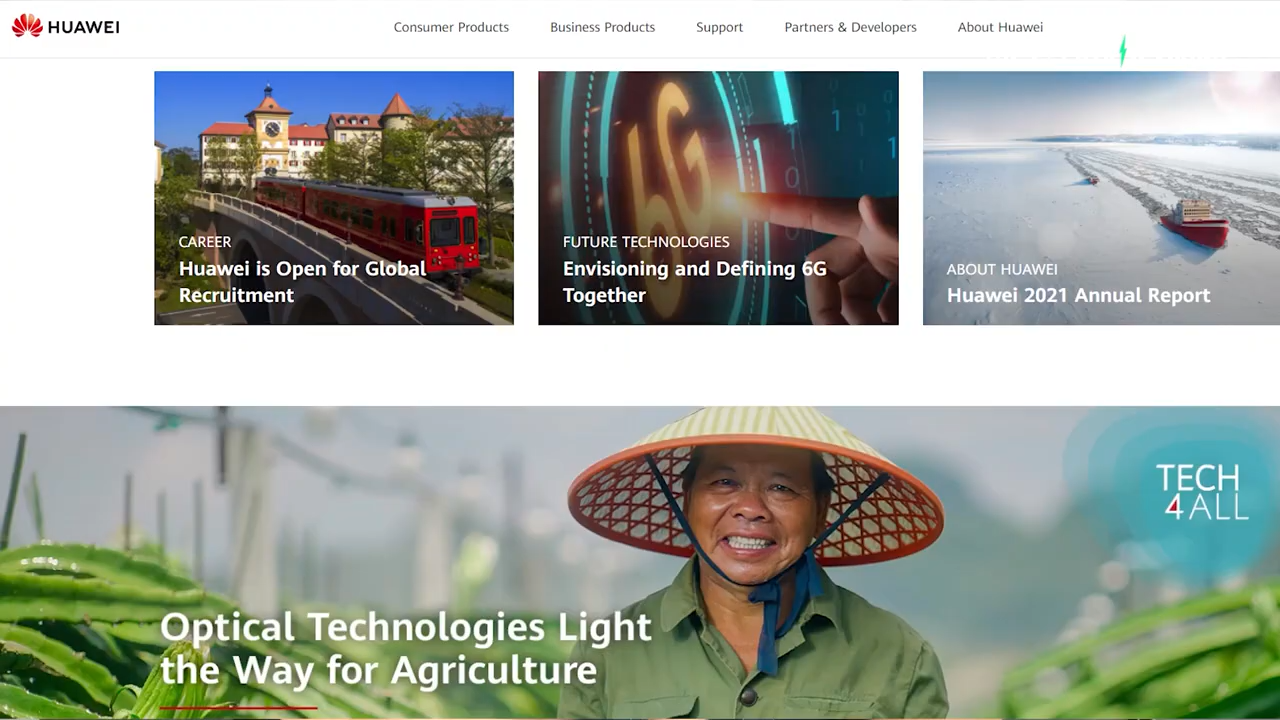 HUAWEI
Consumer Products
Business Products
Support
Partners & Developers
About Huawei
CAREER
Huawei is Open for Global
Recruitment
6G
FUTURE TECHNOLOGIES
Envisioning and Defining 6G
Together
ABOUT HUAWEI
Huawei 2021 Annual Report
TECH
4ALL
Optical Technologies Light
the Way for Agriculture